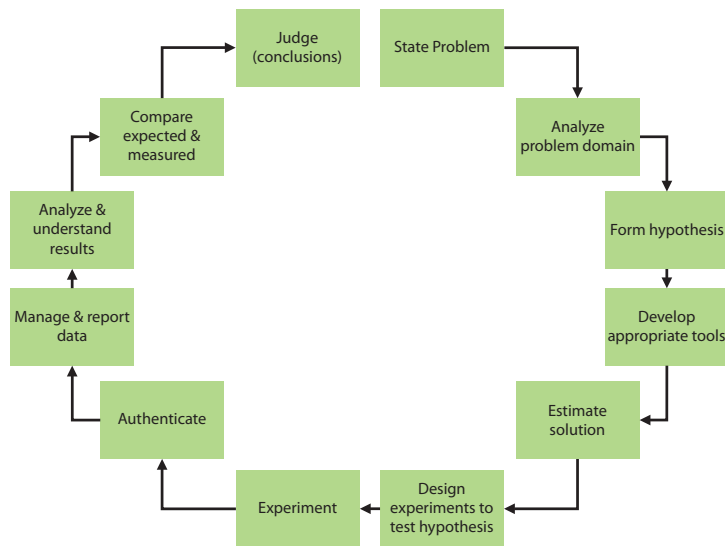 State Problem
Analyze
problem domain
Form hypothesis
Develop
appropriate tools
Estimate
solution
Design
experiments to
test hypothesis
Experiment
Authenticate
Manage & report
data
Analyze &
understand
results
Compare
expected &
measured
Judge
(conclusions)